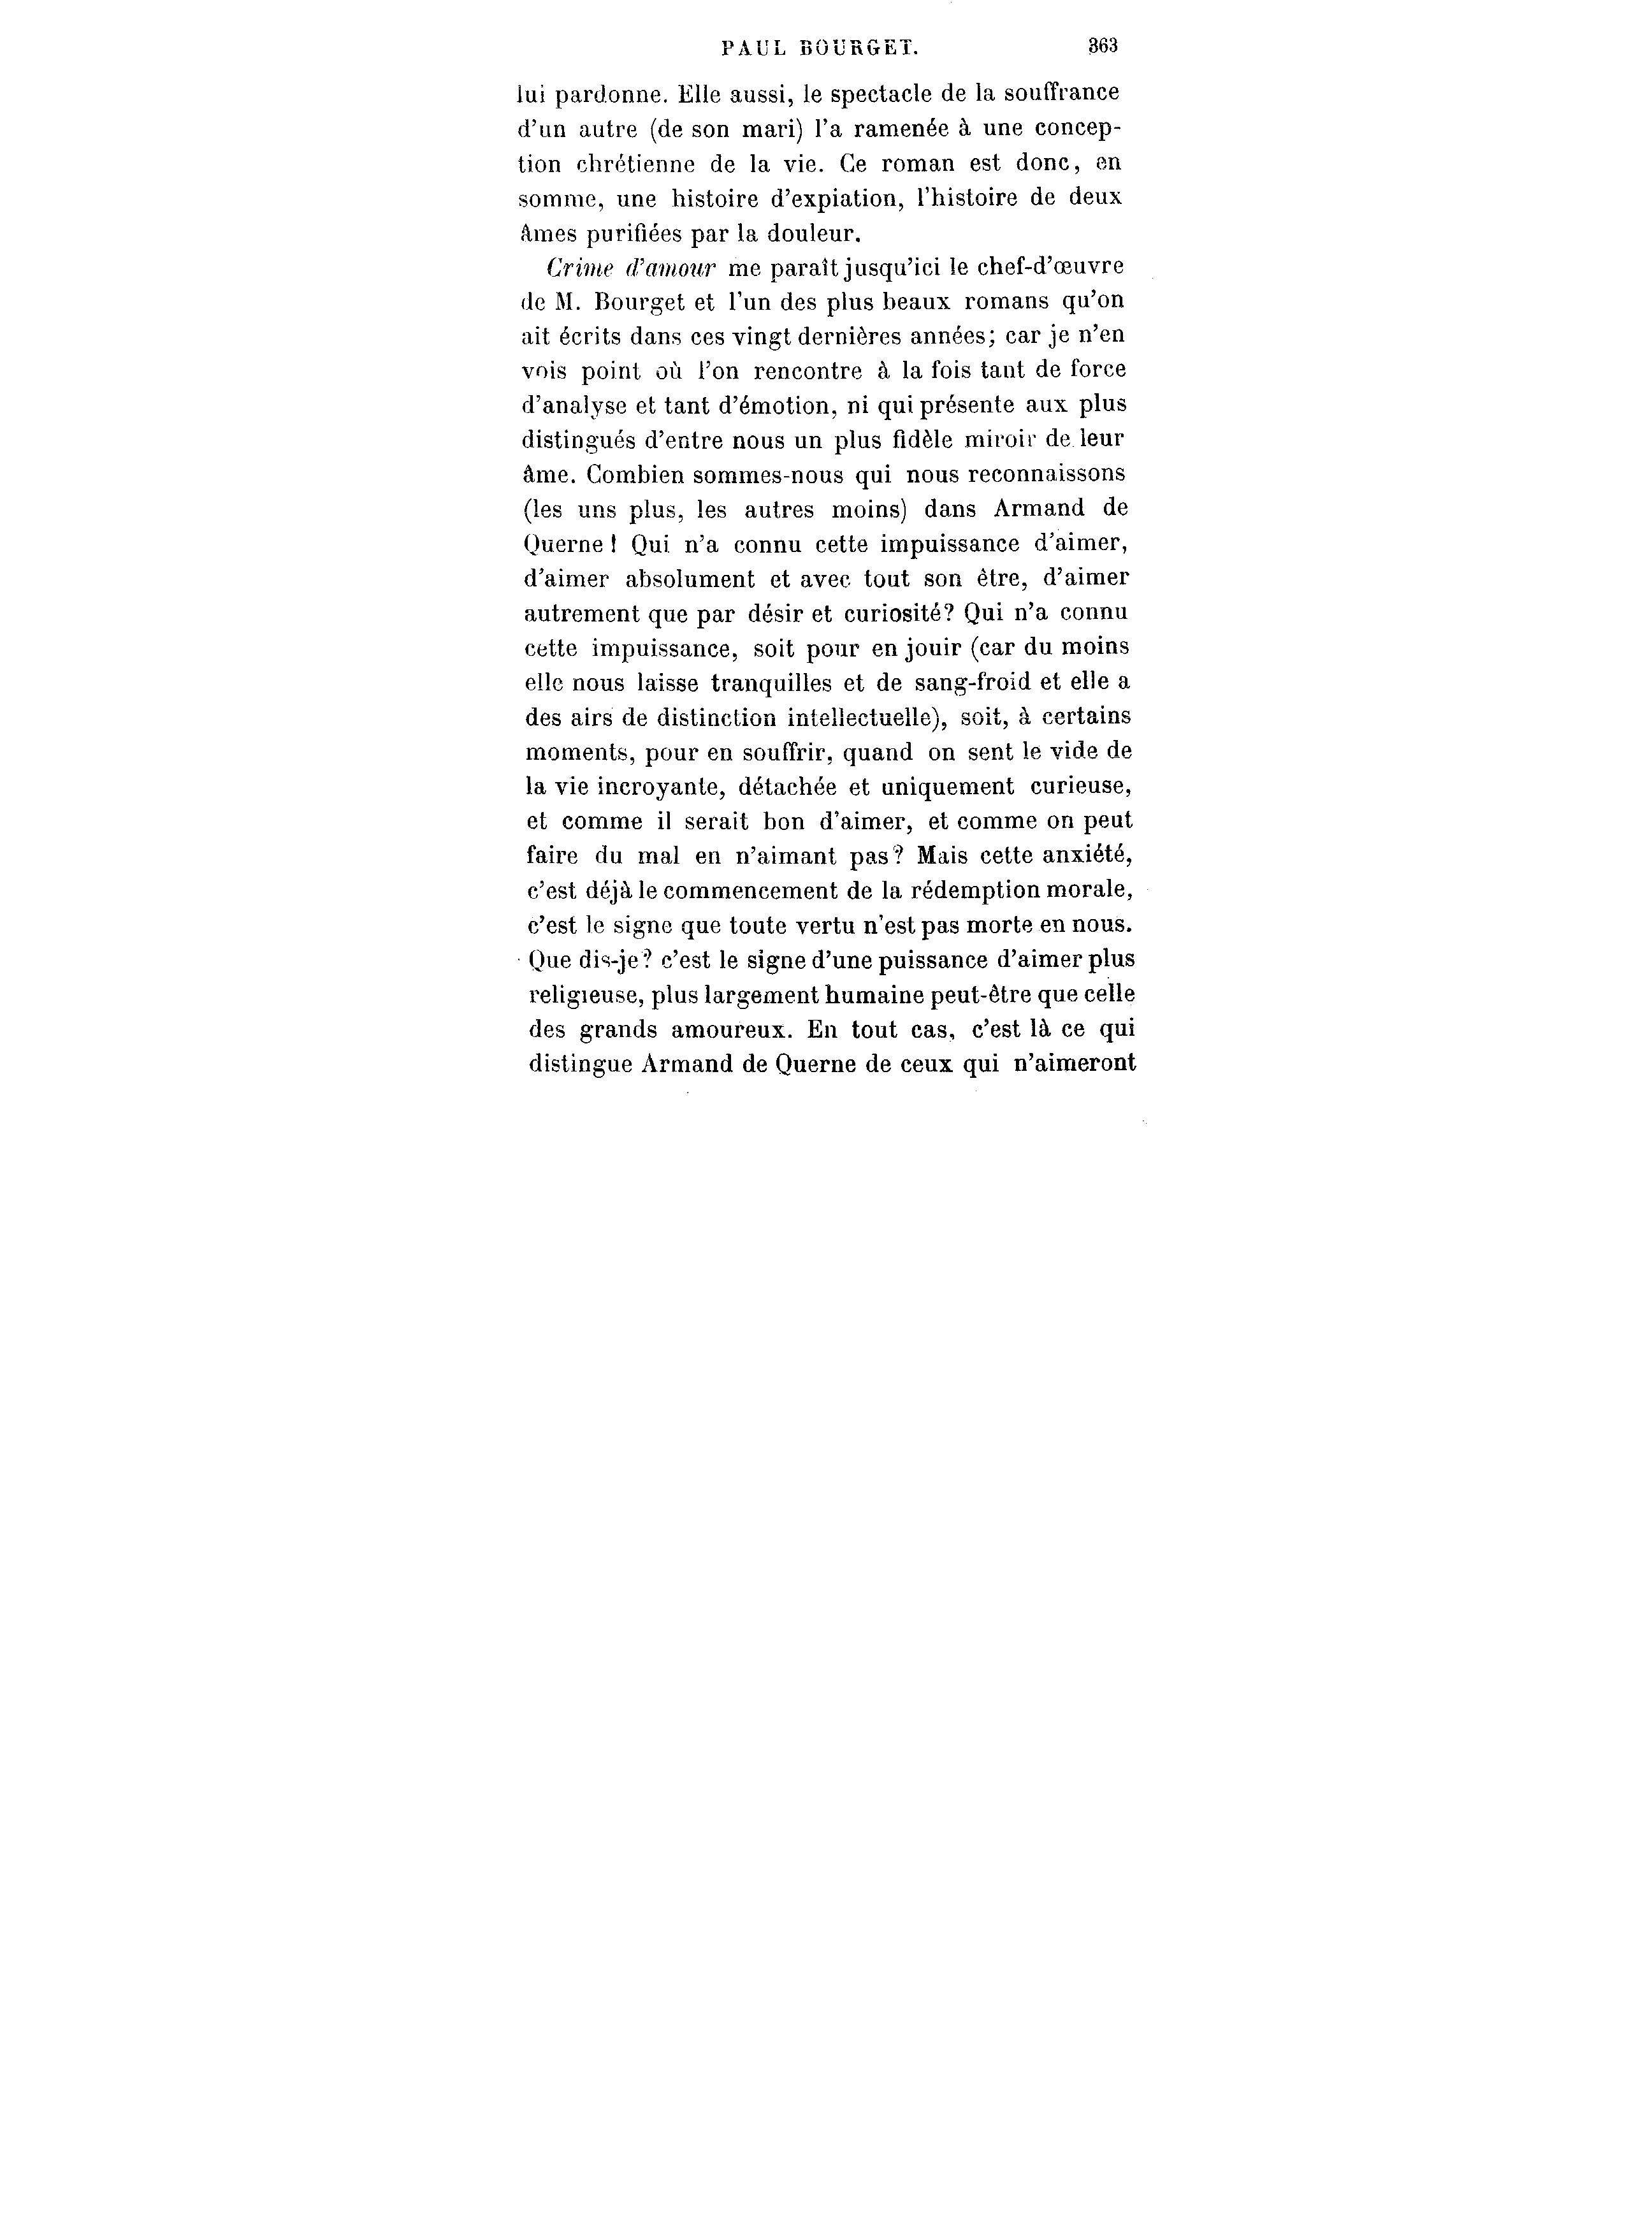 PAUL BOURGET. 363
lui pardonne. Elle aussi, le spectacle de la souffrance
d'un autre (de son mari) l'a ramenée à une concep-
tion chrétienne de la vie. Ce roman est donc, en
somme, une histoire d'expiation, l'histoire de deux
âmes purifiées par la douleur.
Crime d'amour me paraît jusqu'ici le chef-d'œuvre
de M. Bourget et l'un des plus beaux romans qu'on
ait écrits dans ces vingt dernières années; car je n'en
vois point où l'on rencontre à la fois tant de force
d'analyse et tant d'émotion, ni qui présente aux plus
distingués d'entre nous un plus fidèle miroir de leur
âme. Combien sommes-nous qui nous reconnaissons
(les uns plus, les autres moins) dans Armand de
Querne ! Qui n'a connu cette impuissance d'aimer,
d'aimer absolument et avec tout son être, d'aimer
autrement que par désir et curiosité? Qui n'a connu
cette impuissance, soit pour en jouir (car du moins
elle nous laisse tranquilles et de sang-froid et elle a
des airs de distinction intellectuelle), soit, à certains
moments, pour en souffrir, quand on sent le vide de
la vie incroyante, détachée et uniquement curieuse,
et comme il serait bon d'aimer, et comme on peut
faire du mal en n'aimant pas? Mais cette anxiété,
c'est déjà le commencement de la rédemption morale,
c'est le signe que toute vertu n'est pas morte en nous.
Que dis-je? c'est le signe d'une puissance d'aimer plus
religieuse, plus largement humaine peut-être que celle
des grands amoureux. En tout cas, c'est là ce qui
distingue Armand de Querne de ceux qui n'aimeront